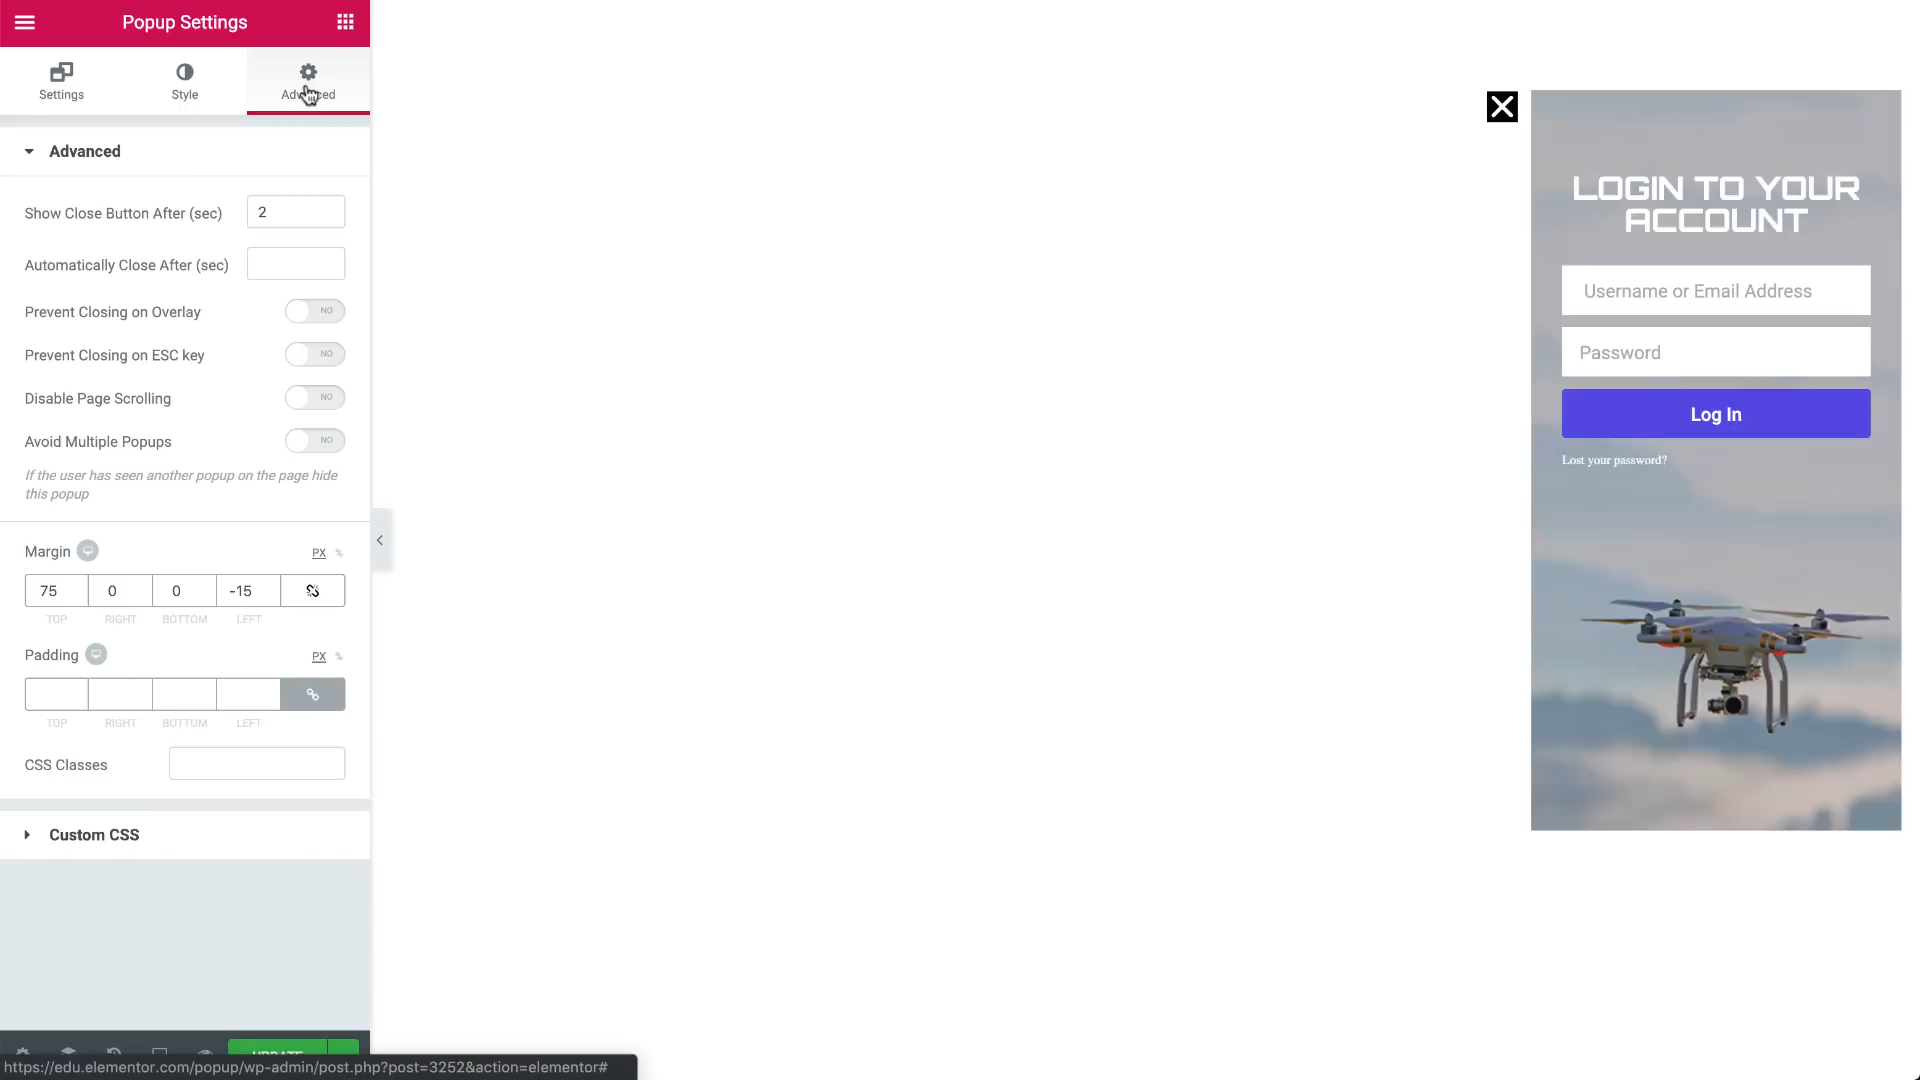 Popup Settings
Settings
Style
Advanced
Advanced
Show Close Button After (sec)
2
Automatically Close After (sec)
Prevent Closing on Overlay
NO
Prevent Closing on ESC key
NO
Disable Page Scrolling
NO
Avoid Multiple Popups
NO
If the user has seen another popup on the page hide
this popup
Margin
PX %
75 0 0 -15
TOP RIGHT BOTTOM LEFT
Padding
PX %
TOP RIGHT BOTTOM LEFT
CSS Classes
Custom CSS
UPDATE
https://edu.elementor.com/popup/wp-admin/post.php?post=3252&action=elementor#
LOGIN TO YOUR
ACCOUNT
Username or Email Address
Password
Log In
Lost your password?